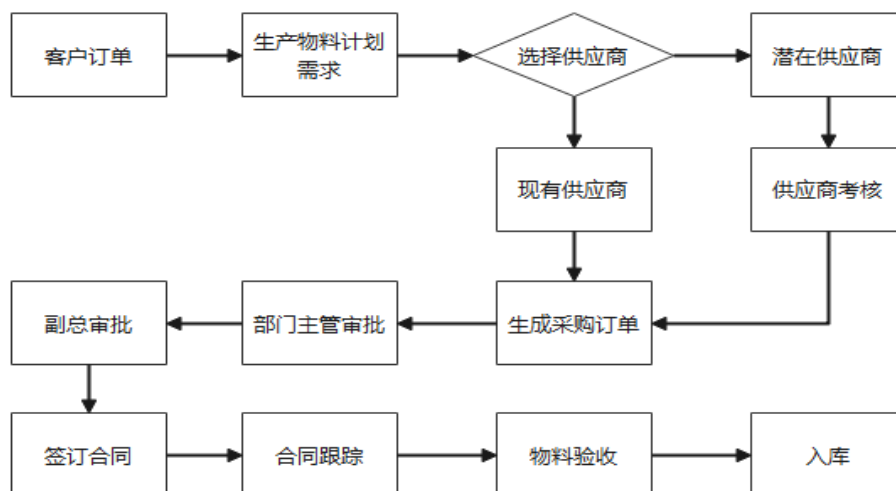 客户订单
生产物料计划
需求
选择供应商
潜在供应商
现有供应商
供应商考核
副总审批
部门主管审批
生成采购订单
签订合同
合同跟踪
物料验收
入库